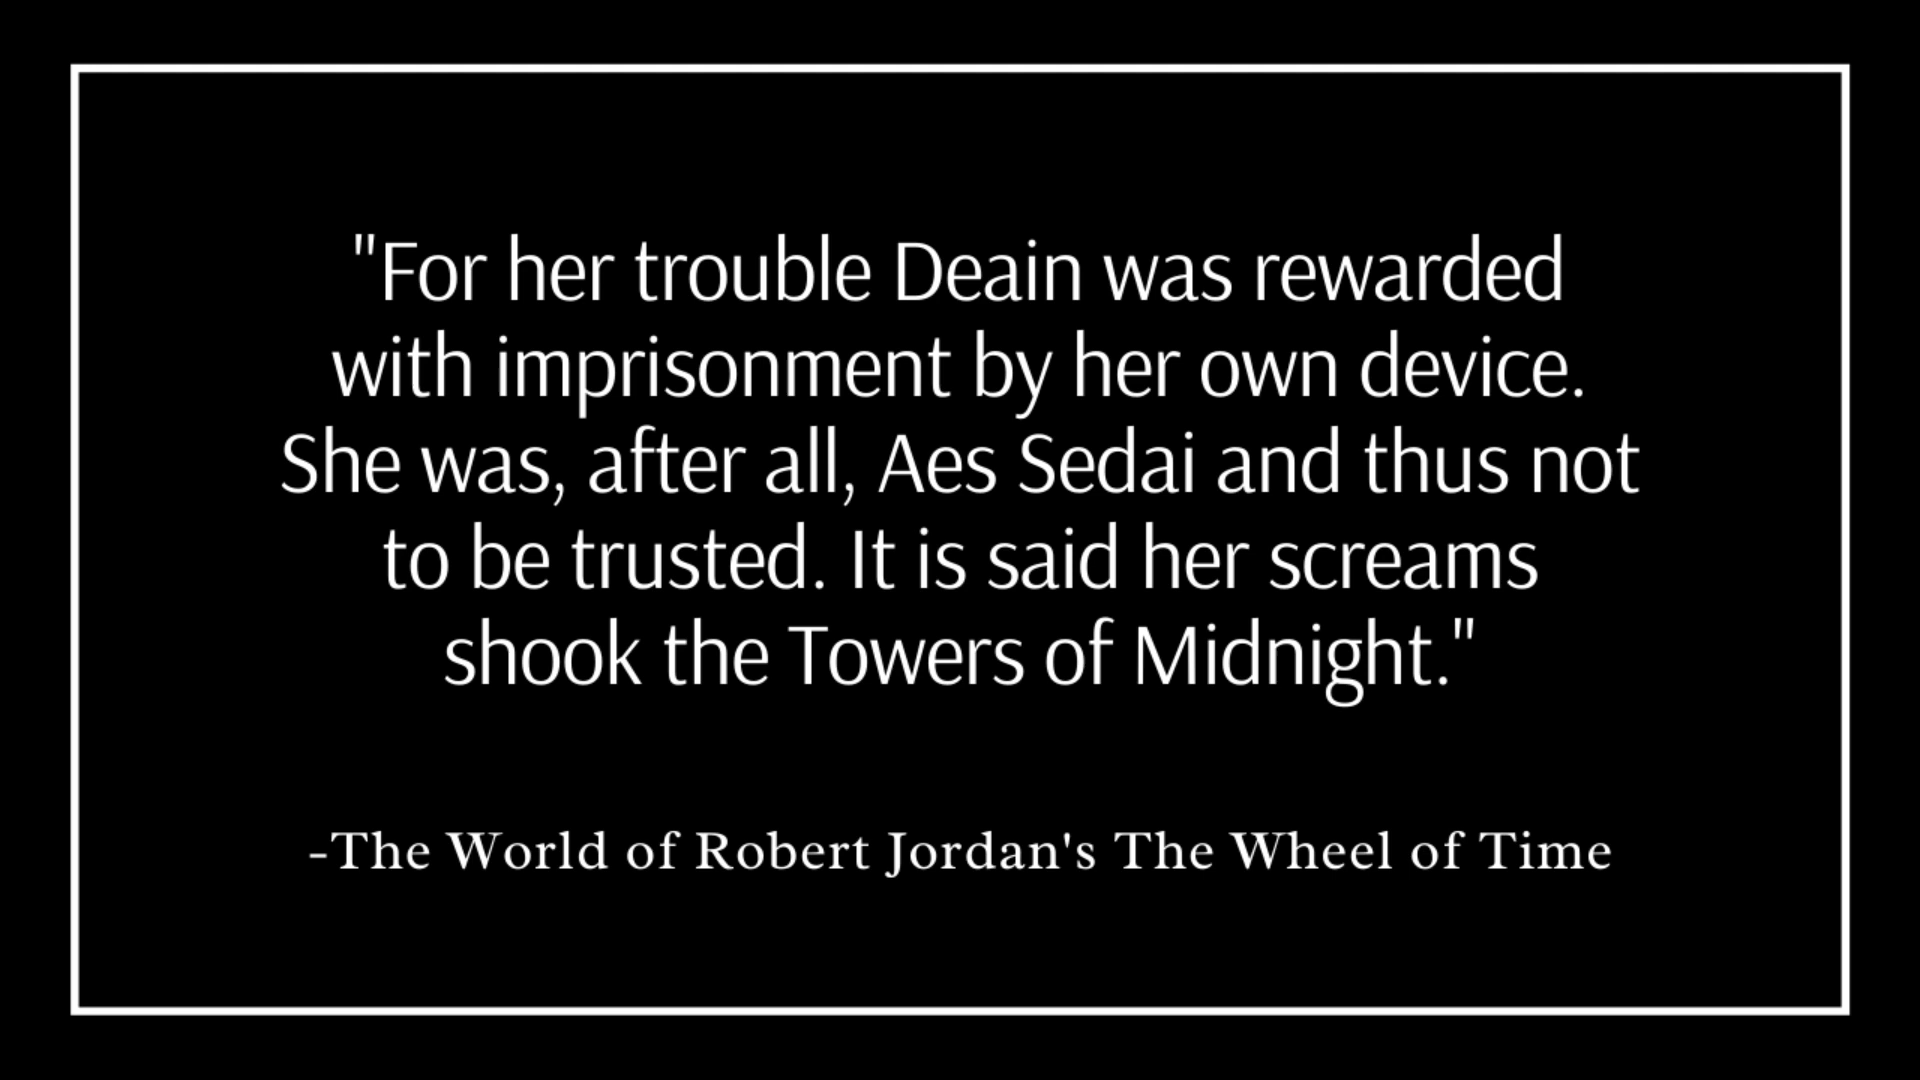 "For her trouble Deain was rewarded
with imprisonment by her own device.
She was, after all, Aes Sedai and thus not
to be trusted. It is said her screams
shook the Towers of Midnight."
-The World of Robert Jordan's The Wheel of Time